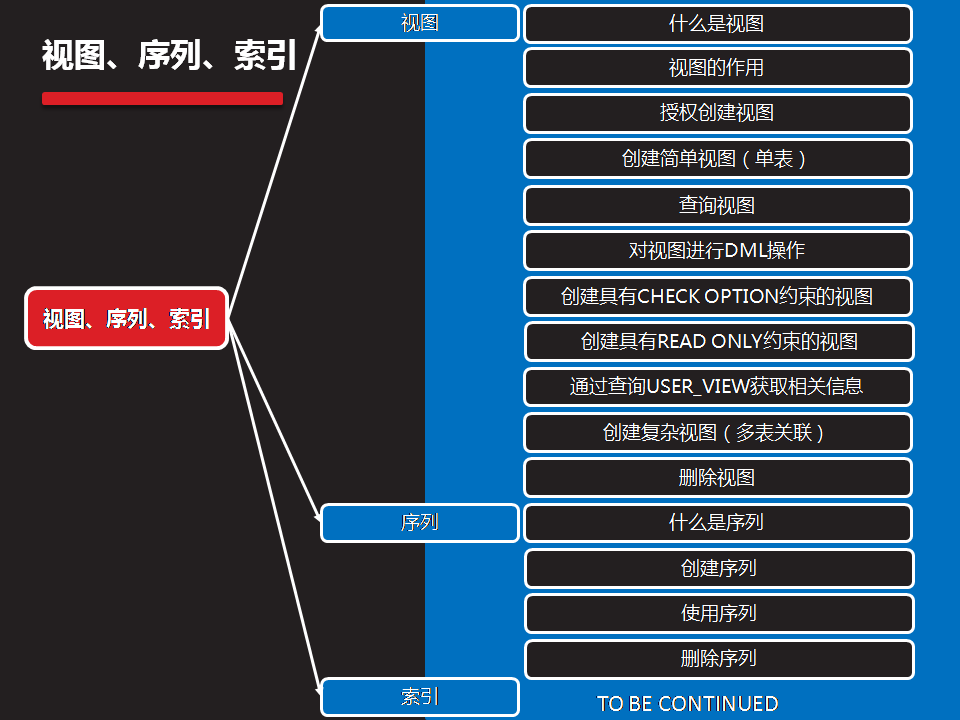 视图、序列、索引
视图
什么是视图
视图的作用
授权创建视图
创建简单视图（单表）
查询视图
对视图进行DML操作
创建具有CHECK OPTION约束的视图
视图、序列、索引
创建具有READ ONLY约束的视图
通过查询USER_VIEW获取相关信息
创建复杂视图（多表关联）
删除视图
序列
什么是序列
创建序列
使用序列
删除序列
索引
TO BE CONTINUED